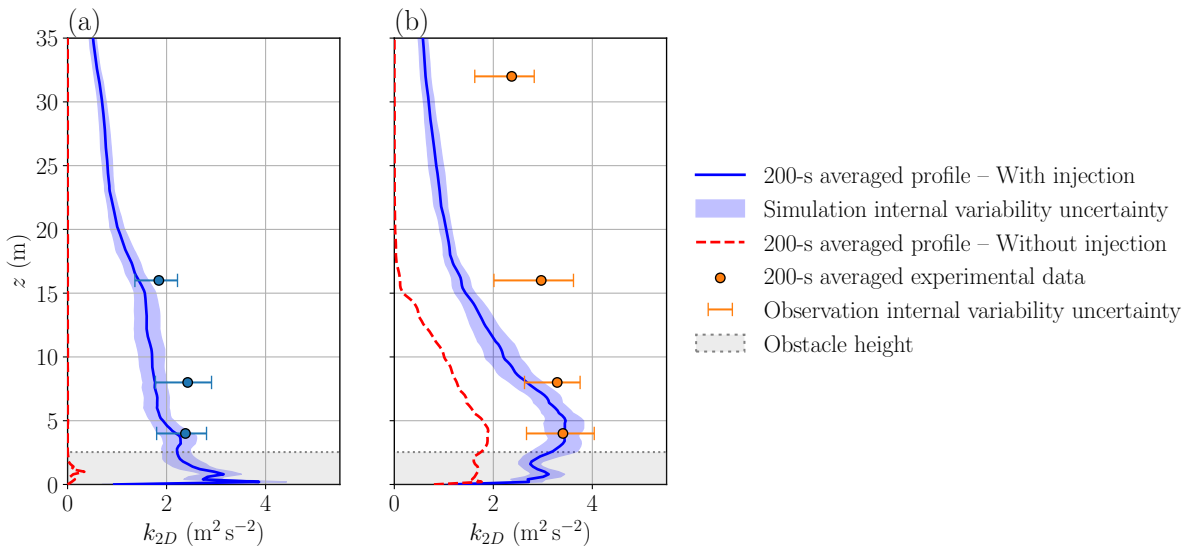 (a)
(b)
35
30
25
20
15
10
5
0
z (m)
0 2 4
k2D (m² s⁻²)
0 2 4
k2D (m² s⁻²)
200-s averaged profile – With injection
Simulation internal variability uncertainty
200-s averaged profile – Without injection
200-s averaged experimental data
Observation internal variability uncertainty
Obstacle height